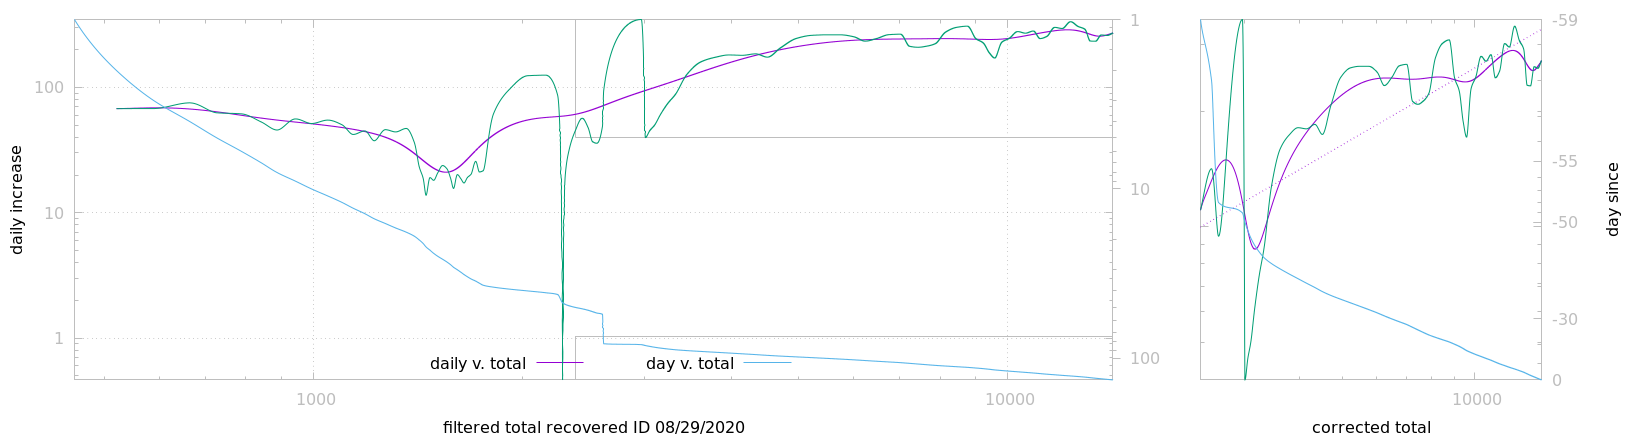 daily increase
100
10
1
1
10
100
daily v. total
day v. total
1000
10000
filtered total recovered ID 08/29/2020
-59
-55
-50
-30
0
day since
10000
corrected total